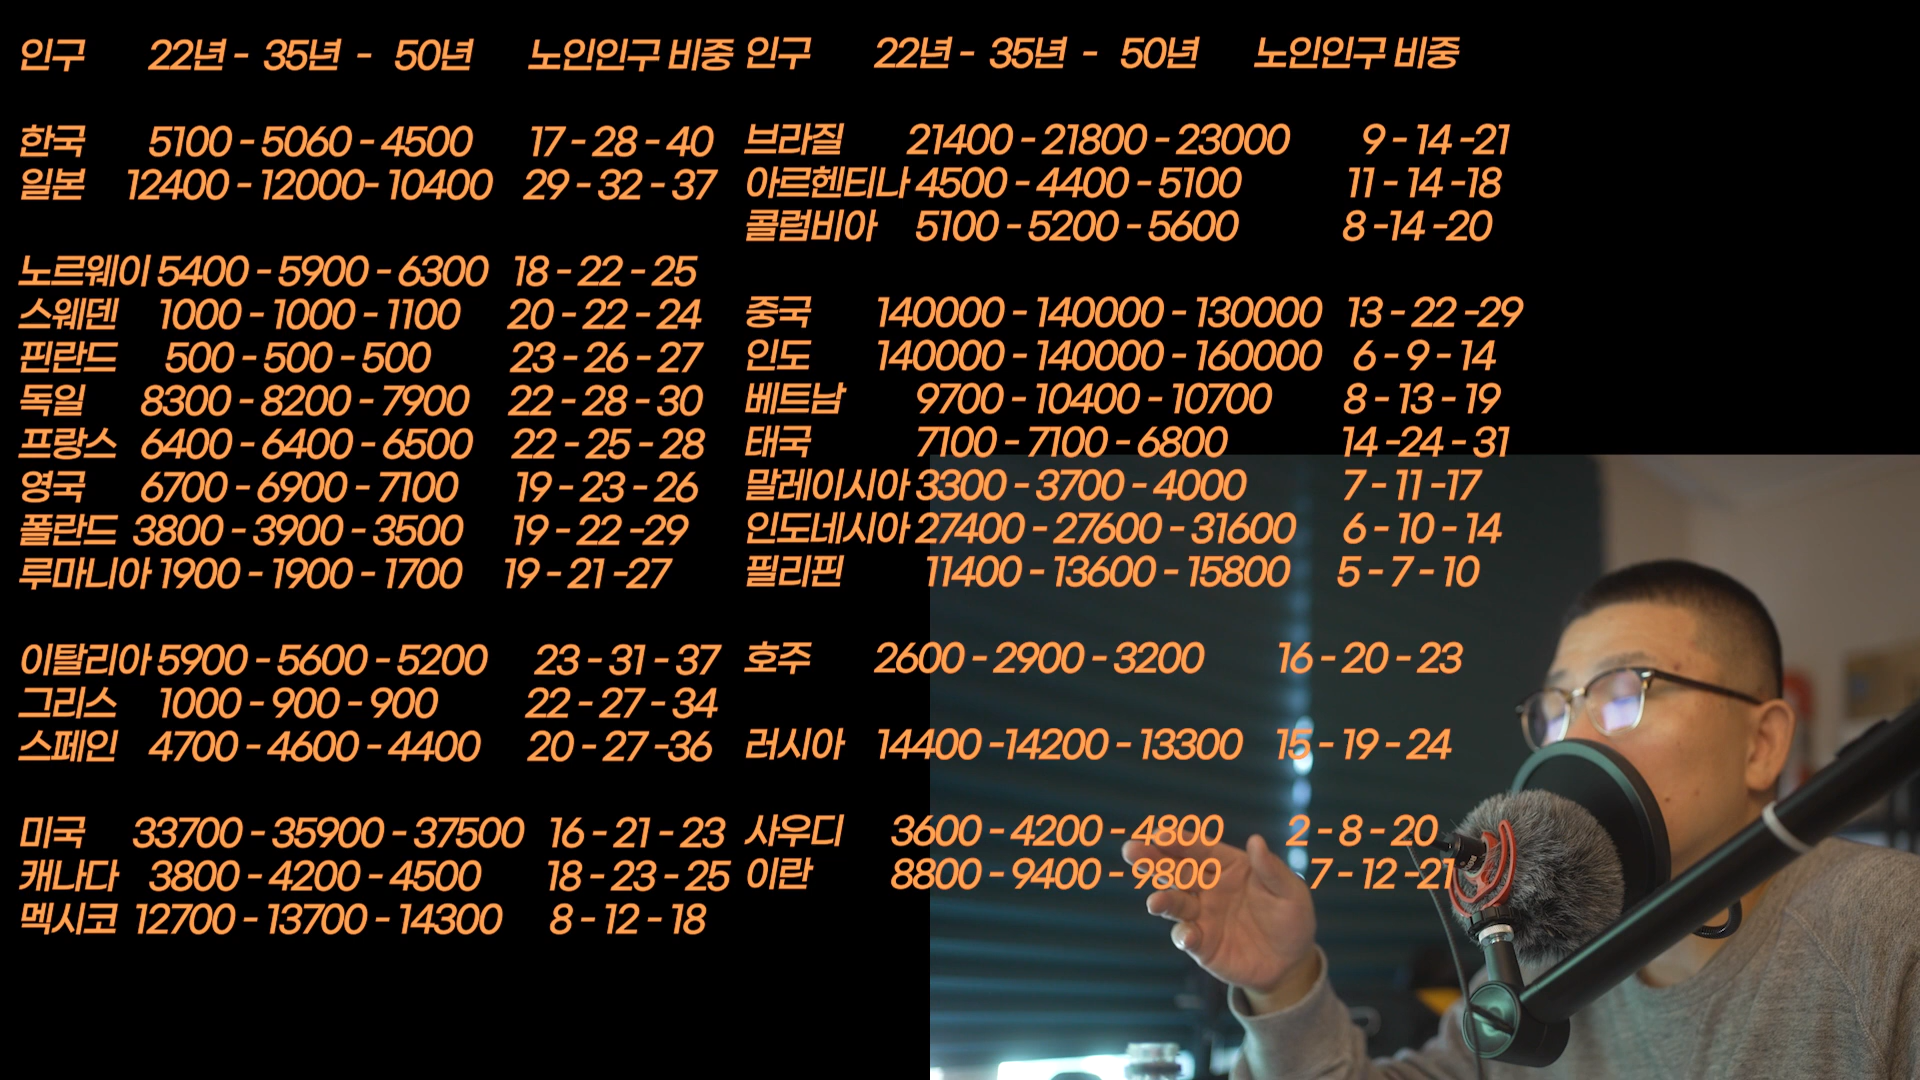 인구 22년 - 35년 - 50년 노인인구 비중
한국 5100 - 5060 - 4500 17 - 28 - 40
일본 12400 - 12000- 10400 29 - 32 - 37
노르웨이 5400 - 5900 - 6300 18 - 22 - 25
스웨덴 1000 - 1000 - 1100 20 - 22 - 24
핀란드 500 - 500 - 500 23 - 26 - 27
독일 8300 - 8200 - 7900 22 - 28 - 30
프랑스 6400 - 6400 - 6500 22 - 25 - 28
영국 6700 - 6900 - 7100 19 - 23 - 26
폴란드 3800 - 3900 - 3500 19 - 22 -29
루마니아 1900 - 1900 - 1700 19 - 21 -27
이탈리아 5900 - 5600 - 5200 23 - 31 - 37
그리스 1000 - 900 - 900 22 - 27 - 34
스페인 4700 - 4600 - 4400 20 - 27 -36
미국 33700 - 35900 - 37500 16 - 21 - 23
캐나다 3800 - 4200 - 4500 18 - 23 - 25
멕시코 12700 - 13700 - 14300 8 - 12 - 18
인구 22년 - 35년 - 50년 노인인구 비중
브라질 21400 - 21800 - 23000 9 - 14 -21
아르헨티나 4500 - 4400 - 5100 11 - 14 -18
콜럼비아 5100 - 5200 - 5600 8 -14 -20
중국 140000 - 140000 - 130000 13 - 22 -29
인도 140000 - 140000 - 160000 6 - 9 - 14
베트남 9700 - 10400 - 10700 8 - 13 - 19
태국 7100 - 7100 - 6800 14 -24 - 31
말레이시아 3300 - 3700 - 4000 7 - 11 -17
인도네시아 27400 - 27600 - 31600 6 - 10 - 14
필리핀 11400 - 13600 - 15800 5 - 7 - 10
호주 2600 - 2900 - 3200 16 - 20 - 23
러시아 14400 -14200 - 13300 15 - 19 - 24
사우디 3600 - 4200 - 4800 2 - 8 - 20
이란 8800 - 9400 - 9800 7 - 12 -21